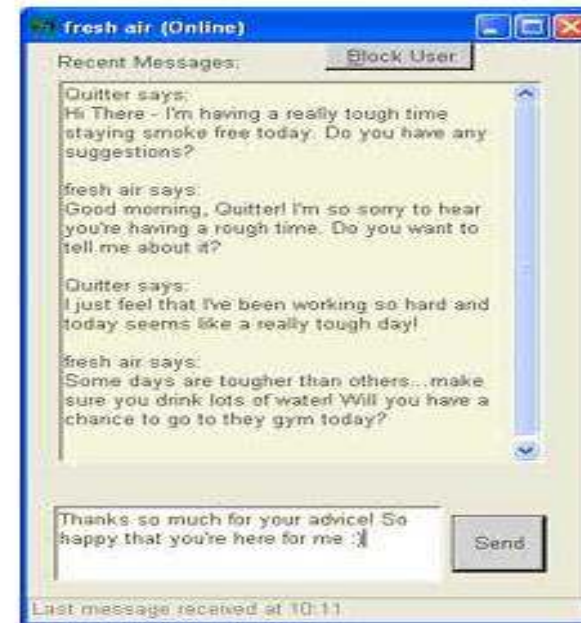 fresh air (Online)
Recent Messages:
Block User
Quitter says:
Hi There - I'm having a really tough time
staying smoke free today. Do you have any
suggestions?
fresh air says:
Good morning, Quitter! I'm so sorry to hear
you're having a rough time. Do you want to
tell me about it?
Quitter says:
I just feel that I've been working so hard and
today seems like a really tough day!
fresh air says:
Some days are tougher than others...make
sure you drink lots of water! Will you have a
chance to go to they gym today?
Thanks so much for your advice! So
happy that you're here for me :)
Send
Last message received at 10:11